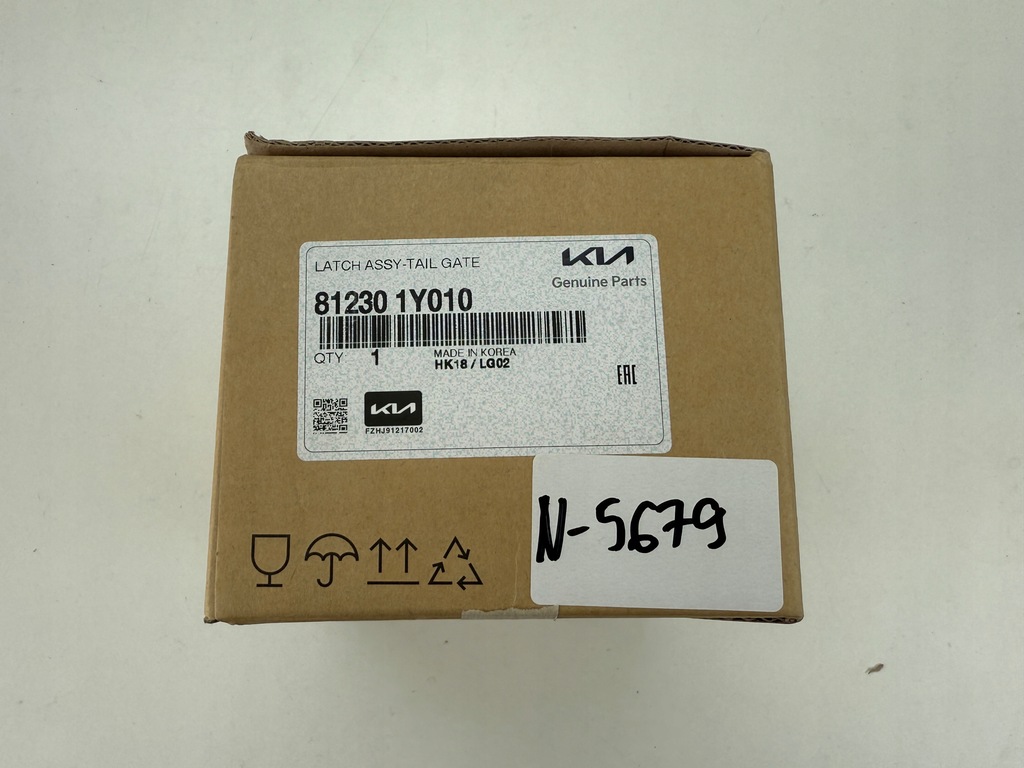 LATCH ASSY-TAIL GATE
KIA
Genuine Parts
81230 1Y010
QTY 1
MADE IN KOREA
HK18 / LG02
EAC
KIA
FZHJ91217002
N-5679